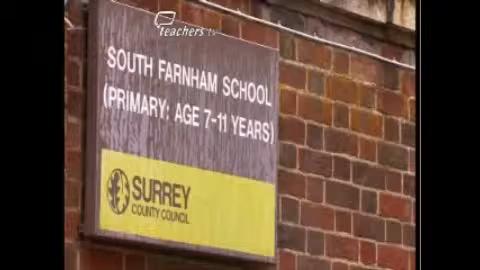 teachers tv
SOUTH FARNHAM SCHOOL
(PRIMARY: AGE 7-11 YEARS)
SURREY
COUNTY COUNCIL